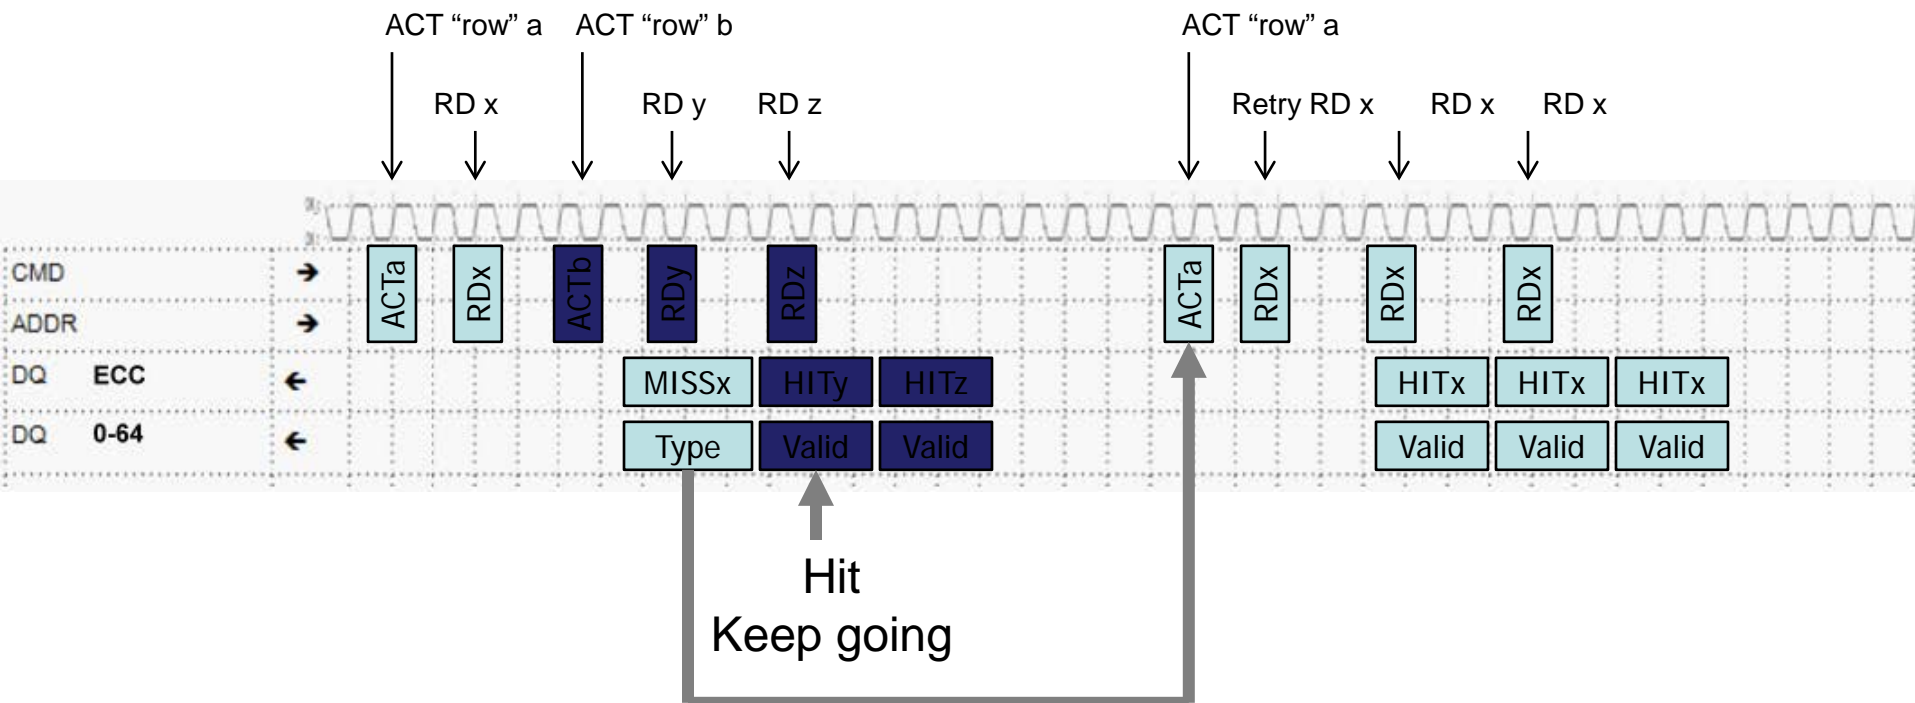 ACT “row” a ACT “row” b ACT “row” a
RD x RD y RD z Retry RD x RD x RD x
CMD
ADDR
ACTa RDx ACTb RDy RDz ACTa RDx RDx RDx
DQ ECC MISSx HITy HITz HITx HITx HITx
DQ 0-64 Type Valid Valid Valid Valid Valid
Hit
Keep going